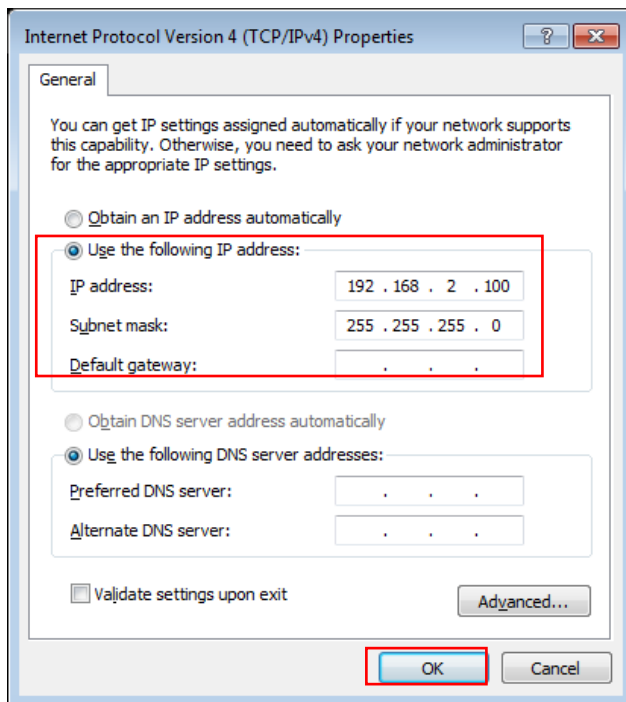 Internet Protocol Version 4 (TCP/IPv4) Properties
?
General
You can get IP settings assigned automatically if your network supports
this capability. Otherwise, you need to ask your network administrator
for the appropriate IP settings.
Obtain an IP address automatically
Use the following IP address:
IP address: 192 . 168 . 2 . 100
Subnet mask: 255 . 255 . 255 . 0
Default gateway: . . .
Obtain DNS server address automatically
Use the following DNS server addresses:
Preferred DNS server: . . .
Alternate DNS server: . . .
Validate settings upon exit
Advanced...
OK Cancel